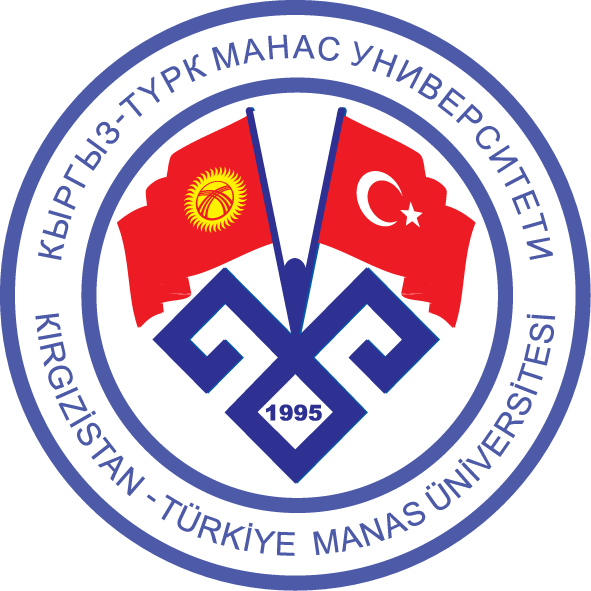 КЫРГЫЗ-ТҮРК МАНАС УНИВЕРСИТЕТИ
1995
KIRGIZİSTAN - TÜRKİYE MANAS ÜNİVERSİTESİ